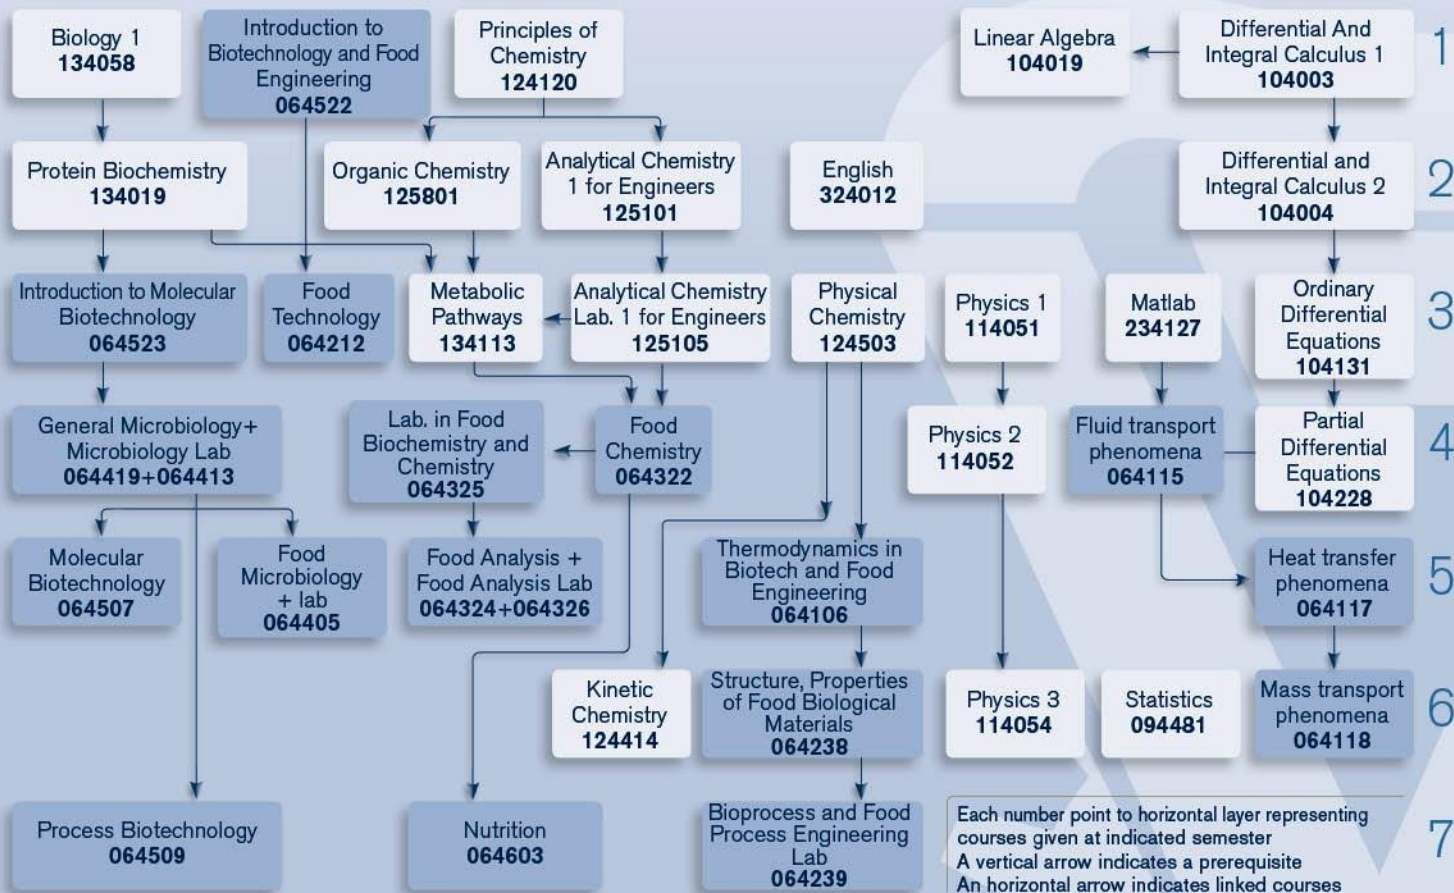 Biology 1
134058
Introduction to
Biotechnology and Food
Engineering
064522
Principles of
Chemistry
124120
Linear Algebra
104019
Differential And
Integral Calculus 1
104003
1
Protein Biochemistry
134019
Organic Chemistry
125801
Analytical Chemistry
1 for Engineers
125101
English
324012
Differential and
Integral Calculus 2
104004
2
Introduction to Molecular
Biotechnology
064523
Food
Technology
064212
Metabolic
Pathways
134113
Analytical Chemistry
Lab. 1 for Engineers
125105
Physical
Chemistry
124503
Physics 1
114051
Matlab
234127
Ordinary
Differential
Equations
104131
3
General Microbiology+
Microbiology Lab
064419+064413
Lab. in Food
Biochemistry and
Chemistry
064325
Food
Chemistry
064322
Physics 2
114052
Fluid transport
phenomena
064115
Partial
Differential
Equations
104228
4
Molecular
Biotechnology
064507
Food
Microbiology
+ lab
064405
Food Analysis +
Food Analysis Lab
064324+064326
Thermodynamics in
Biotech and Food
Engineering
064106
Heat transfer
phenomena
064117
5
Kinetic
Chemistry
124414
Structure, Properties
of Food Biological
Materials
064238
Physics 3
114054
Statistics
094481
Mass transport
phenomena
064118
6
Process Biotechnology
064509
Nutrition
064603
Bioprocess and Food
Process Engineering
Lab
064239
Each number point to horizontal layer representing
courses given at indicated semester
A vertical arrow indicates a prerequisite
An horizontal arrow indicates linked courses
7